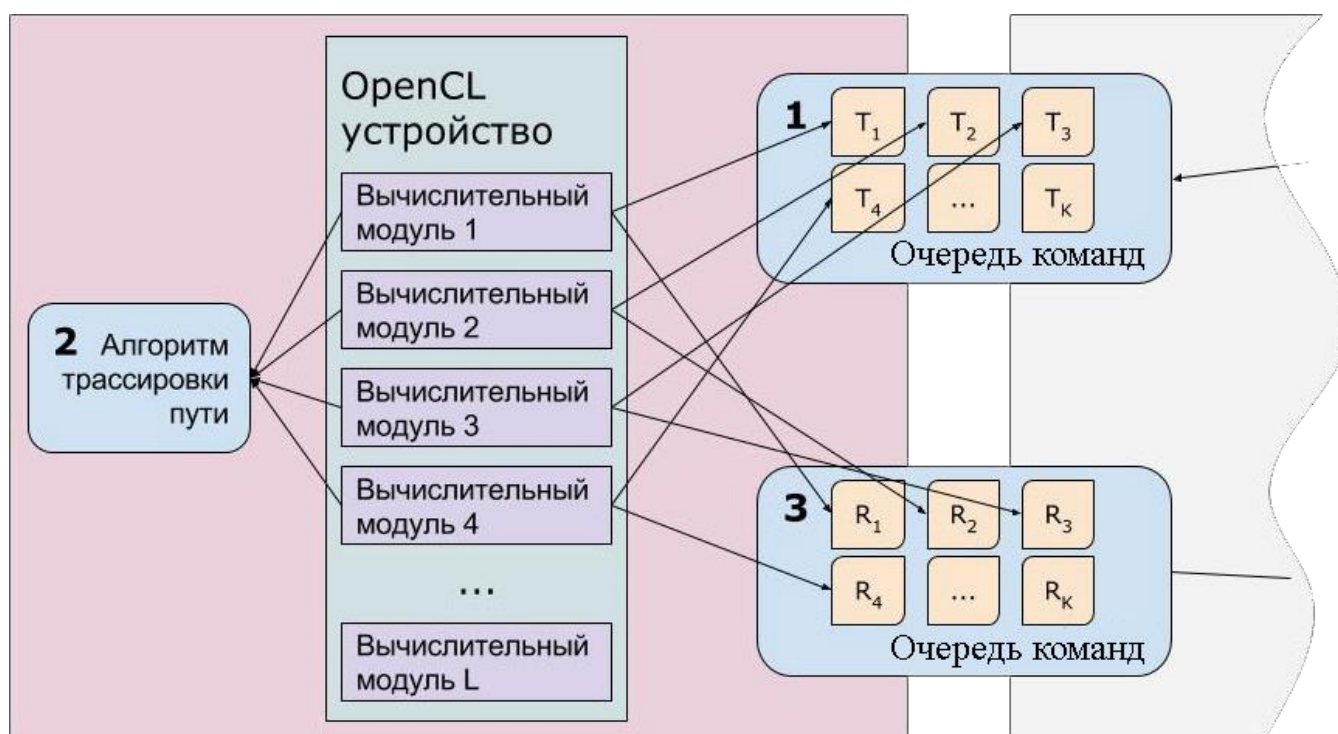 OpenCL
устройство
Вычислительный
модуль 1
Вычислительный
модуль 2
Вычислительный
модуль 3
Вычислительный
модуль 4
...
Вычислительный
модуль L
2 Алгоритм
трассировки
пути
1
T1 T2 T3
T4 ... TK
Очередь команд
3
R1 R2 R3
R4 ... RK
Очередь команд